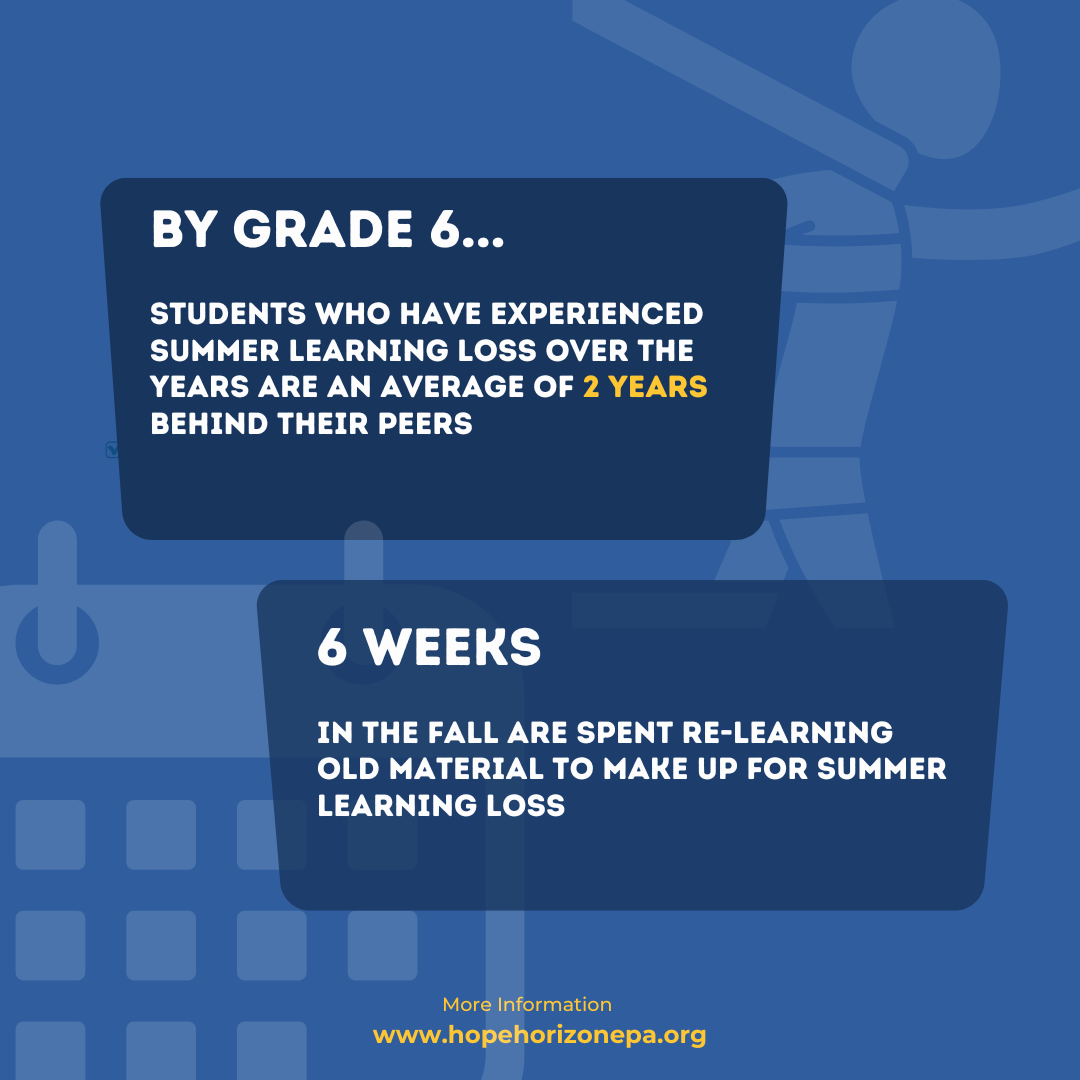 BY GRADE 6...
STUDENTS WHO HAVE EXPERIENCED
SUMMER LEARNING LOSS OVER THE
YEARS ARE AN AVERAGE OF 2 YEARS
BEHIND THEIR PEERS
6 WEEKS
IN THE FALL ARE SPENT RE-LEARNING
OLD MATERIAL TO MAKE UP FOR SUMMER
LEARNING LOSS
More Information
www.hopehorizonepa.org